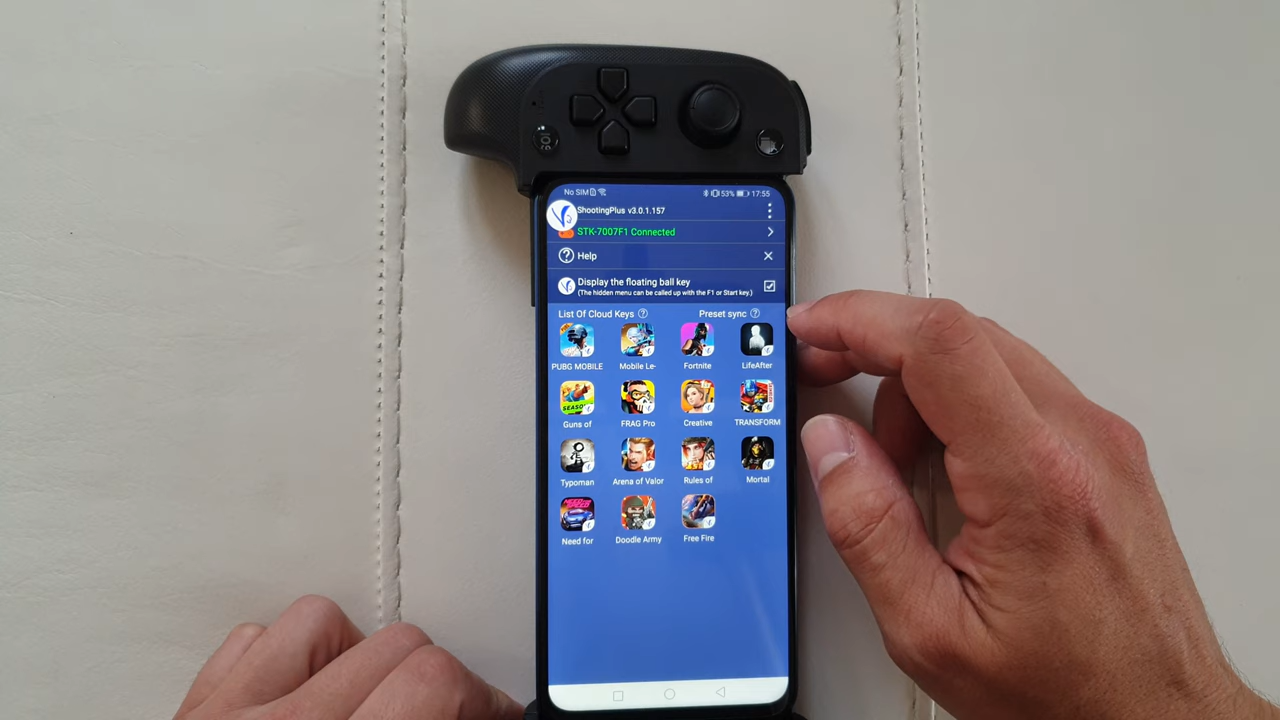 No SIM
53% 17:55
ShootingPlus v3.0.1.157
STK-7007F1 Connected
Help
Display the floating ball key
(The hidden menu can be called up with the F1 or Start key.)
List Of Cloud Keys
Preset sync
PUBG MOBILE
Mobile Le-
Fortnite
LifeAfter
SEASON
Guns of
FRAG Pro
Creative
TRANSFORM
Typoman
Arena of Valor
Rules of
Mortal
Need for
Doodle Army
Free Fire